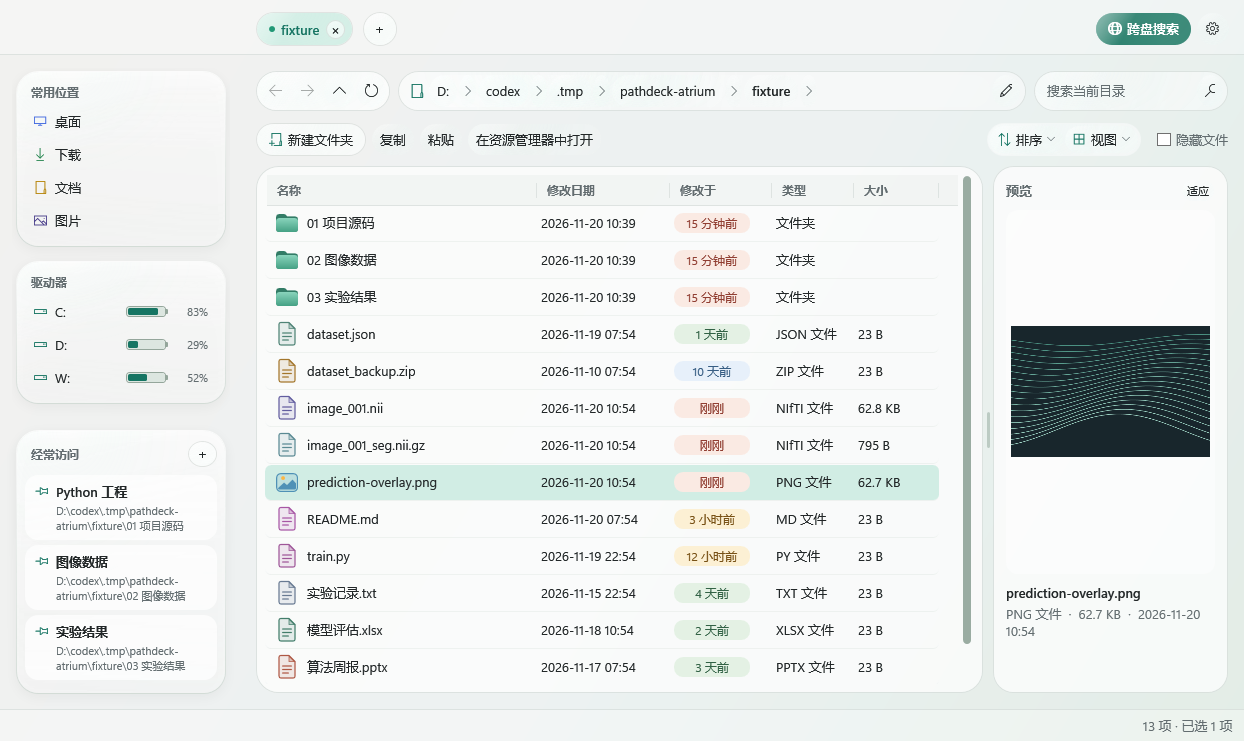 fixture ×
+
跨盘搜索
常用位置
桌面
下载
文档
图片
驱动器
C: 83%
D: 29%
W: 52%
经常访问 +
Python 工程
D:\codex\.tmp\pathdeck-
atrium\fixture\01 项目源码
图像数据
D:\codex\.tmp\pathdeck-
atrium\fixture\02 图像数据
实验结果
D:\codex\.tmp\pathdeck-
atrium\fixture\03 实验结果
D: codex .tmp pathdeck-atrium fixture
搜索当前目录
新建文件夹 复制 粘贴 在资源管理器中打开
排序 视图 隐藏文件
名称 修改日期 修改于 类型 大小
01 项目源码 2026-11-20 10:39 15 分钟前 文件夹
02 图像数据 2026-11-20 10:39 15 分钟前 文件夹
03 实验结果 2026-11-20 10:39 15 分钟前 文件夹
dataset.json 2026-11-19 07:54 1 天前 JSON 文件 23 B
dataset_backup.zip 2026-11-10 07:54 10 天前 ZIP 文件 23 B
image_001.nii 2026-11-20 10:54 刚刚 NIfTI 文件 62.8 KB
image_001_seg.nii.gz 2026-11-20 10:54 刚刚 NIfTI 文件 795 B
prediction-overlay.png 2026-11-20 10:54 刚刚 PNG 文件 62.7 KB
README.md 2026-11-20 07:54 3 小时前 MD 文件 23 B
train.py 2026-11-19 22:54 12 小时前 PY 文件 23 B
实验记录.txt 2026-11-15 22:54 4 天前 TXT 文件 23 B
模型评估.xlsx 2026-11-18 10:54 2 天前 XLSX 文件 23 B
算法周报.pptx 2026-11-17 07:54 3 天前 PPTX 文件 23 B
预览 适应
prediction-overlay.png
PNG 文件 · 62.7 KB · 2026-11-20
10:54
13 项 · 已选 1 项